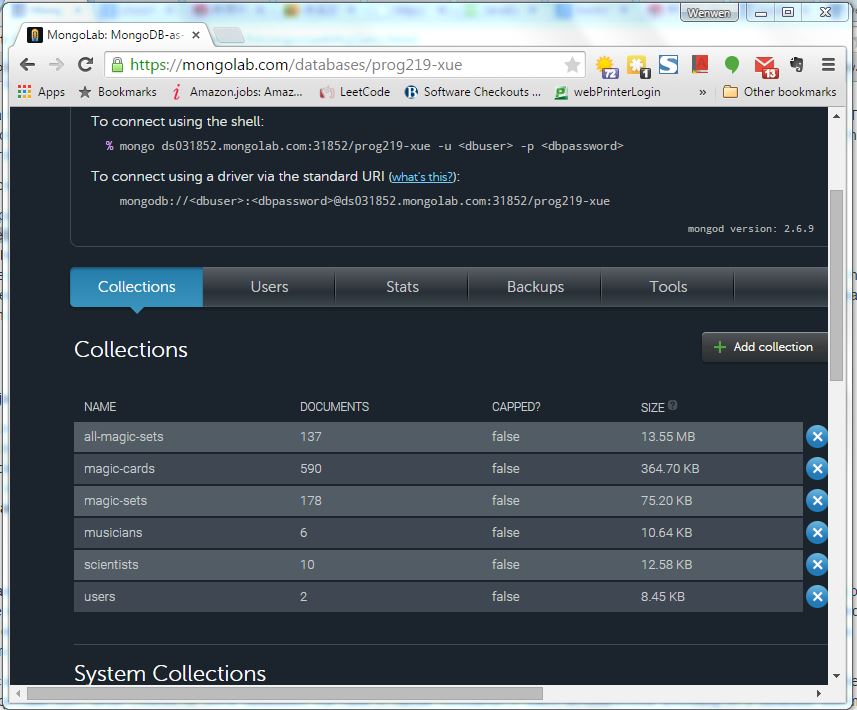 Wenwen
MongoLab: MongoDB-as-
https://mongolab.com/databases/prog219-xue
72
1
S
13
Apps Bookmarks Amazon.jobs: Amaz... LeetCode Software Checkouts ... webPrinterLogin » Other bookmarks
To connect using the shell:
% mongo ds031852.mongolab.com:31852/prog219-xue -u <dbuser> -p <dbpassword>
To connect using a driver via the standard URI (what's this?):
mongodb://<dbuser>:<dbpassword>@ds031852.mongolab.com:31852/prog219-xue
mongod version: 2.6.9
Collections Users Stats Backups Tools
Collections
+ Add collection
NAME DOCUMENTS CAPPED? SIZE ?
all-magic-sets 137 false 13.55 MB
magic-cards 590 false 364.70 KB
magic-sets 178 false 75.20 KB
musicians 6 false 10.64 KB
scientists 10 false 12.58 KB
users 2 false 8.45 KB
System Collections